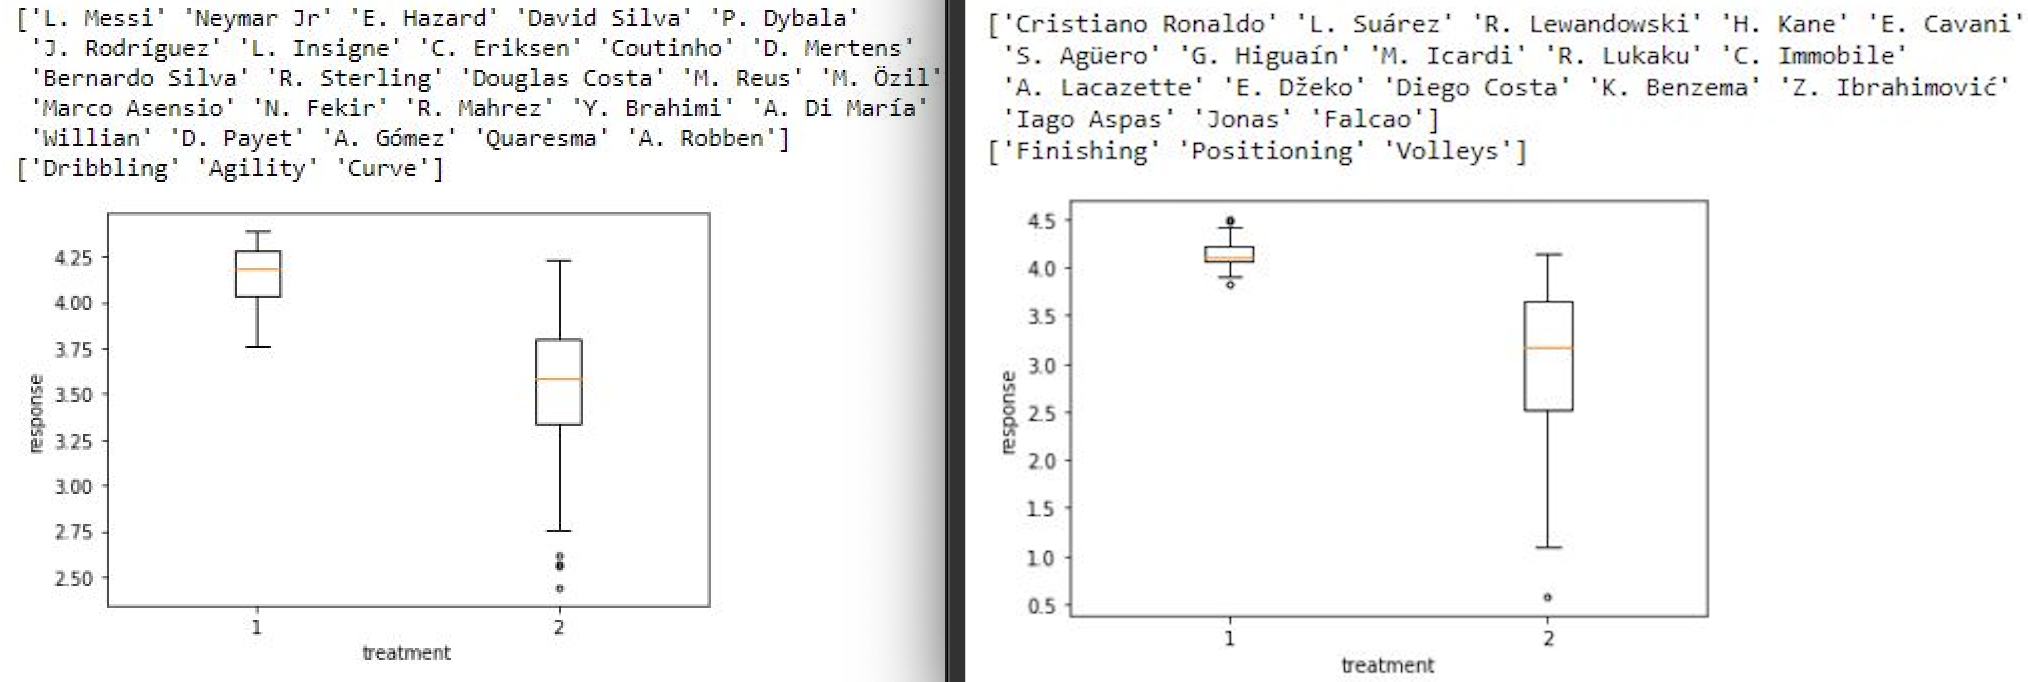 ['L. Messi' 'Neymar Jr' 'E. Hazard' 'David Silva' 'P. Dybala'
'J. Rodríguez' 'L. Insigne' 'C. Eriksen' 'Coutinho' 'D. Mertens'
'Bernardo Silva' 'R. Sterling' 'Douglas Costa' 'M. Reus' 'M. Özil'
'Marco Asensio' 'N. Fekir' 'R. Mahrez' 'Y. Brahimi' 'A. Di María'
'Willian' 'D. Payet' 'A. Gómez' 'Quaresma' 'A. Robben']
['Dribbling' 'Agility' 'Curve']
4.25
4.00
3.75
3.50
3.25
3.00
2.75
2.50
response
1
2
treatment
['Cristiano Ronaldo' 'L. Suárez' 'R. Lewandowski' 'H. Kane' 'E. Cavani'
'S. Agüero' 'G. Higuaín' 'M. Icardi' 'R. Lukaku' 'C. Immobile'
'A. Lacazette' 'E. Džeko' 'Diego Costa' 'K. Benzema' 'Z. Ibrahimović'
'Iago Aspas' 'Jonas' 'Falcao']
['Finishing' 'Positioning' 'Volleys']
4.5
4.0
3.5
3.0
2.5
2.0
1.5
1.0
0.5
response
1
2
treatment